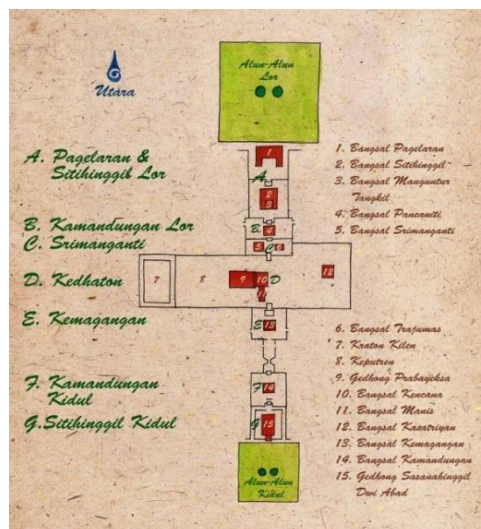 Alun-Alun
Lor
Utara
A. Pagelaran &
Sitihinggil Lor
B. Kamandungan Lor
C. Srimanganti
D. Kedhaton
E. Kemagangan
F. Kamandungan
Kidul
G. Sitihinggil Kidul
1
A
2
3
B
4
5
C
6
7
8
9
10
D
11
12
E
13
F
14
G
15
Alun-Alun
Kidul
1. Bangsal Pagelaran
2. Bangsal Sitihinggil
3. Bangsal Manguntur
Tangkil
4. Bangsal Pancaniti
5. Bangsal Srimanganti
6. Bangsal Trajumas
7. Kraton Kilen
8. Keputren
9. Gedhong Prabayeksa
10. Bangsal Kencana
11. Bangsal Manis
12. Bangsal Kasatriyan
13. Bangsal Kemagangan
14. Bangsal Kamandungan
15. Gedhong Sasanahinggil
Dwi Abad